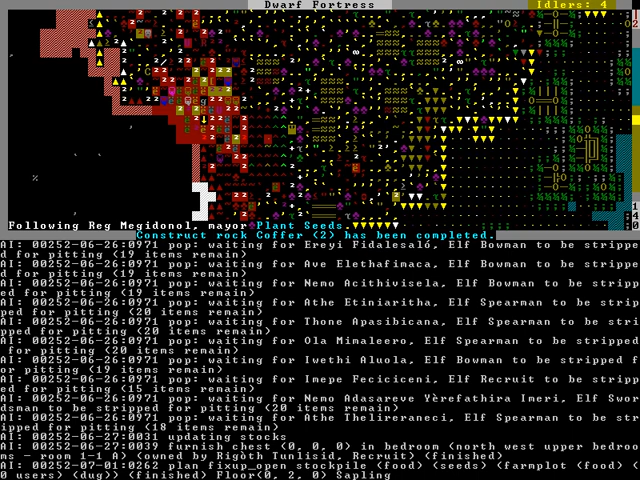 Dwarf Fortress
Idlers: 4
Following Reg Megidonol, mayor Plant Seeds.
Construct rock Coffer (2) has been completed.
AI: 00252-06-26:0971 pop: waiting for Ereyi Fidalesaló, Elf Bowman to be strippe
d for pitting (19 items remain)
AI: 00252-06-26:0971 pop: waiting for Ave Elethafimaca, Elf Bowman to be strippe
d for pitting (19 items remain)
AI: 00252-06-26:0971 pop: waiting for Nemo Acithivisela, Elf Bowman to be stripp
ed for pitting (19 items remain)
AI: 00252-06-26:0971 pop: waiting for Athe Etiniaritha, Elf Spearman to be strip
ped for pitting (20 items remain)
AI: 00252-06-26:0971 pop: waiting for Thone Apasibicana, Elf Spearman to be stri
pped for pitting (20 items remain)
AI: 00252-06-26:0971 pop: waiting for Ola Mimaleero, Elf Spearman to be stripped
 for pitting (20 items remain)
AI: 00252-06-26:0971 pop: waiting for Iwethi Aluola, Elf Bowman to be stripped f
or pitting (19 items remain)
AI: 00252-06-26:0971 pop: waiting for Imepe Feciciceni, Elf Recruit to be stripp
ed for pitting (15 items remain)
AI: 00252-06-26:0971 pop: waiting for Nemo Adasareve Yèrefathira Imeri, Elf Swor
dsman to be stripped for pitting (20 items remain)
AI: 00252-06-26:0971 pop: waiting for Athe Thelireraneci, Elf Spearman to be str
ipped for pitting (18 items remain)
AI: 00252-06-27:0031 updating stocks
AI: 00252-06-27:0039 furnish chest (0, 0, 0) in bedroom (north west upper bedroo
ms - room 1-1 A) (owned by Rigòth Tunlisid, Recruit) (finished)
AI: 00252-07-01:0262 plan fixup_open stockpile (food) (seeds) (farmplot (food) (
0 users) (dug)) (finished) Floor(0, 2, 0) Sapling